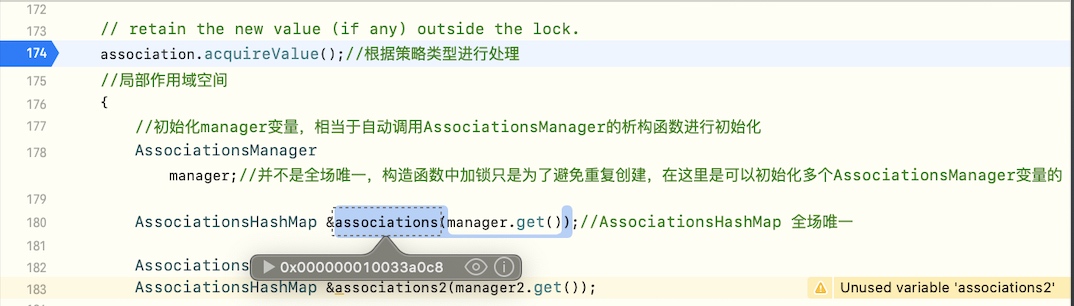 172
173 // retain the new value (if any) outside the lock.
174 association.acquireValue();//根据策略类型进行处理
175 //局部作用域空间
176 {
177 //初始化manager变量，相当于自动调用AssociationsManager的析构函数进行初始化
178 AssociationsManager
manager;//并不是全场唯一，构造函数中加锁只是为了避免重复创建，在这里是可以初始化多个AssociationsManager变量的
179
180 AssociationsHashMap &associations(manager.get());//AssociationsHashMap 全场唯一
181
0x000000010033a0c8
182 Associations
183 AssociationsHashMap &associations2(manager2.get()); Unused variable 'associations2'